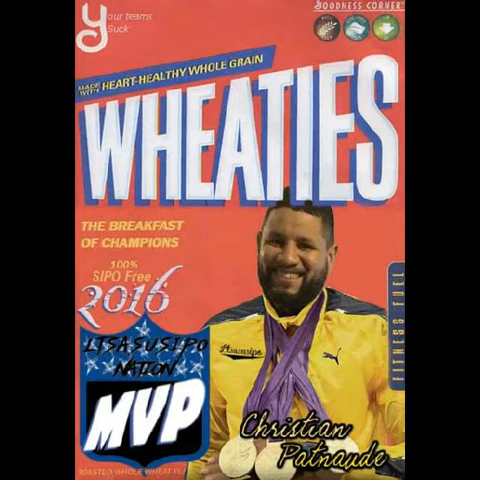 Your teams
Suck
GOODNESS CORNER
MADE WITH HEART-HEALTHY WHOLE GRAIN
WHEATIES
THE BREAKFAST
OF CHAMPIONS
100%
SIPO Free
2016
LTSASUSIPO
NATION
MVP
FITNESS FUEL
Christian
Patnaude
TOASTED WHOLE WHEAT FL